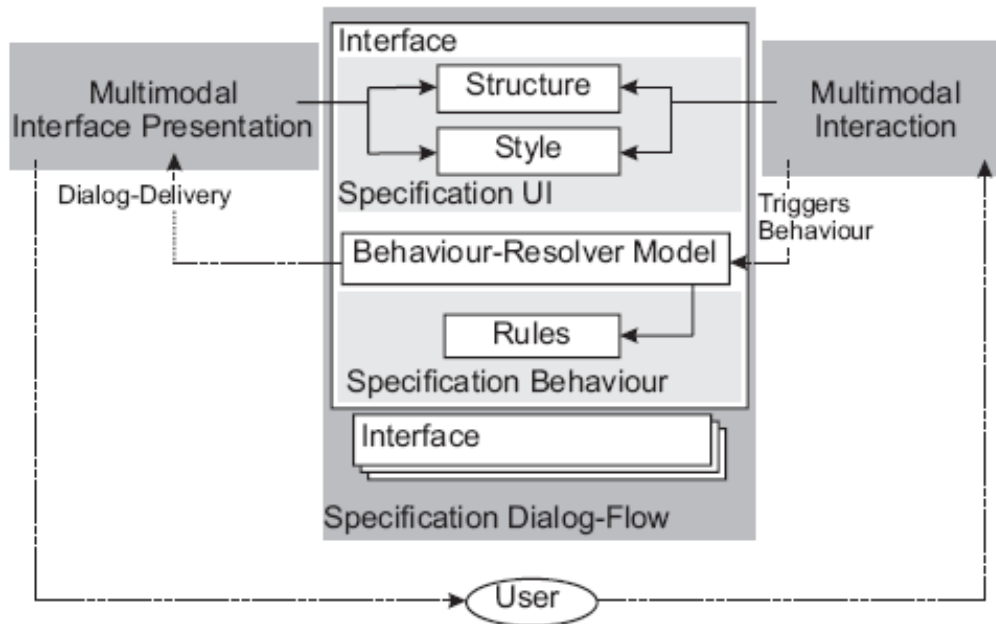 Interface
Structure
Style
Specification UI
Multimodal
Interface Presentation
Multimodal
Interaction
Dialog-Delivery
Triggers
Behaviour
Behaviour-Resolver Model
Rules
Specification Behaviour
Interface
Specification Dialog-Flow
User